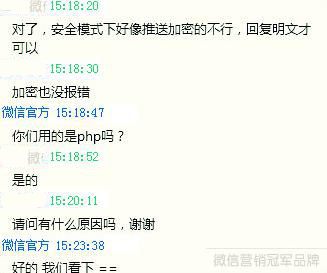 微 15:18:20
对了，安全模式下好像推送加密的不行，回复明文才
可以
15:18:30
加密也没报错
微信官方 15:18:47
你们用的是php吗？
微 15:18:52
是的
15:20:11
请问有什么原因吗，谢谢
微信官方 15:23:38
好的 我们看下 ==
微信营销冠军品牌